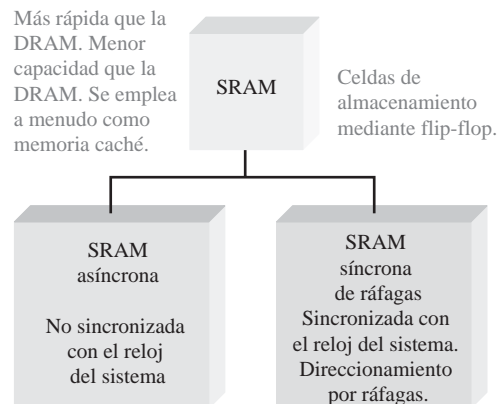 Más rápida que la
DRAM. Menor
capacidad que la
DRAM. Se emplea
a menudo como
memoria caché.
SRAM
Celdas de
almacenamiento
mediante flip-flop.
SRAM
asíncrona
No sincronizada
con el reloj
del sistema
SRAM
síncrona
de ráfagas
Sincronizada con
el reloj del sistema.
Direccionamiento
por ráfagas.